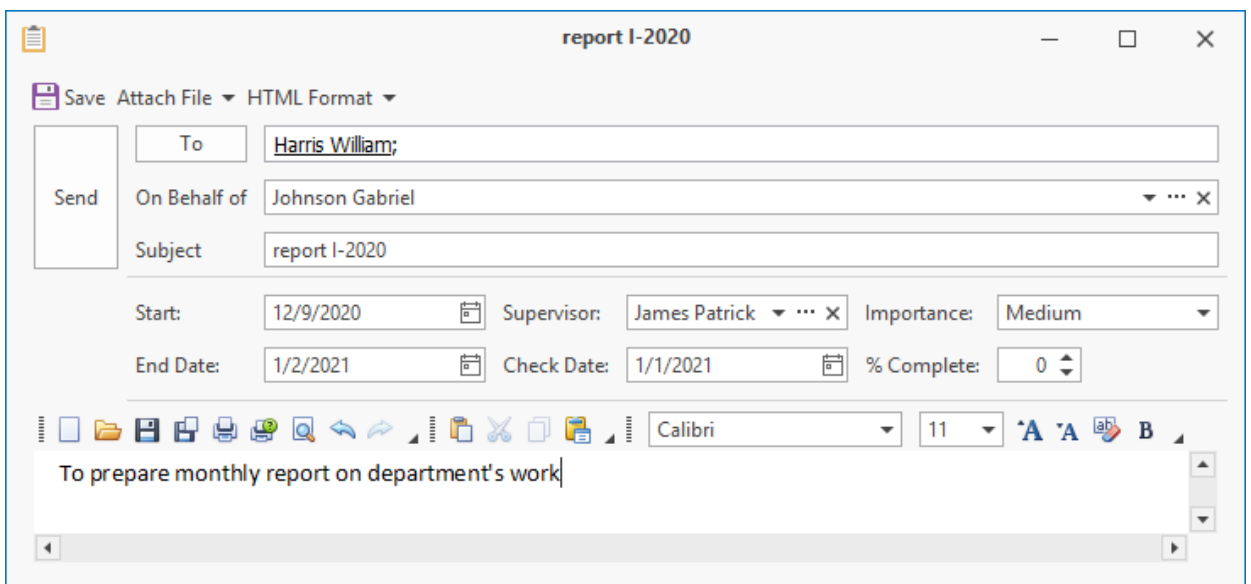 report I-2020
Save Attach File HTML Format
To Harris William;
Send On Behalf of Johnson Gabriel
Subject report I-2020
Start: 12/9/2020 Supervisor: James Patrick Importance: Medium
End Date: 1/2/2021 Check Date: 1/1/2021 % Complete: 0
Calibri 11 A A ab B
To prepare monthly report on department's work